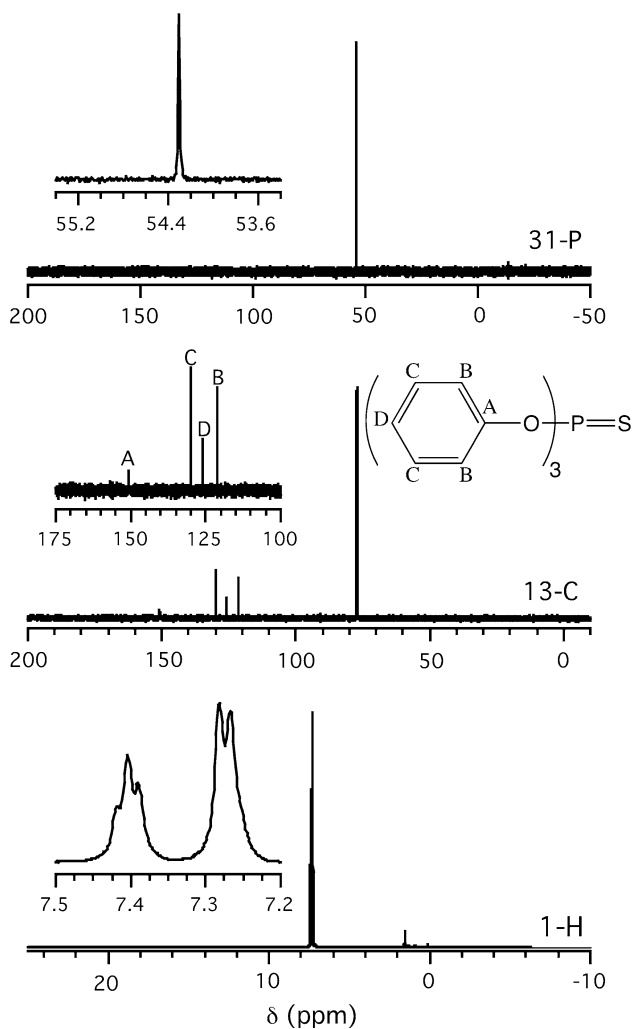 55.2 54.4 53.6
31-P
200 150 100 50 0 -50
C
B
D
A
175 150 125 100
C B
D A O P S
C B 3
13-C
200 150 100 50 0
7.5 7.4 7.3 7.2
1-H
20 10 0 -10
δ (ppm)